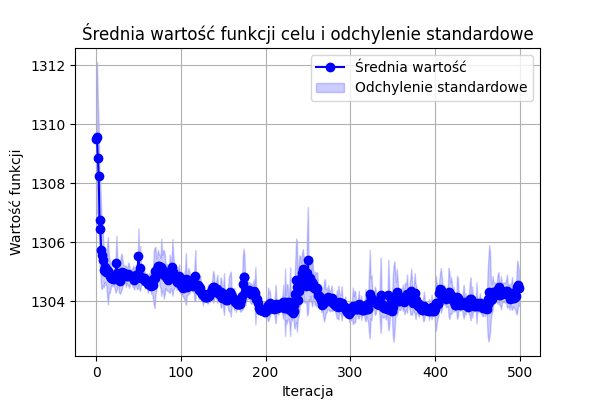 Średnia wartość funkcji celu i odchylenie standardowe
Średnia wartość
Odchylenie standardowe
Wartość funkcji
1312
1310
1308
1306
1304
0 100 200 300 400 500
Iteracja